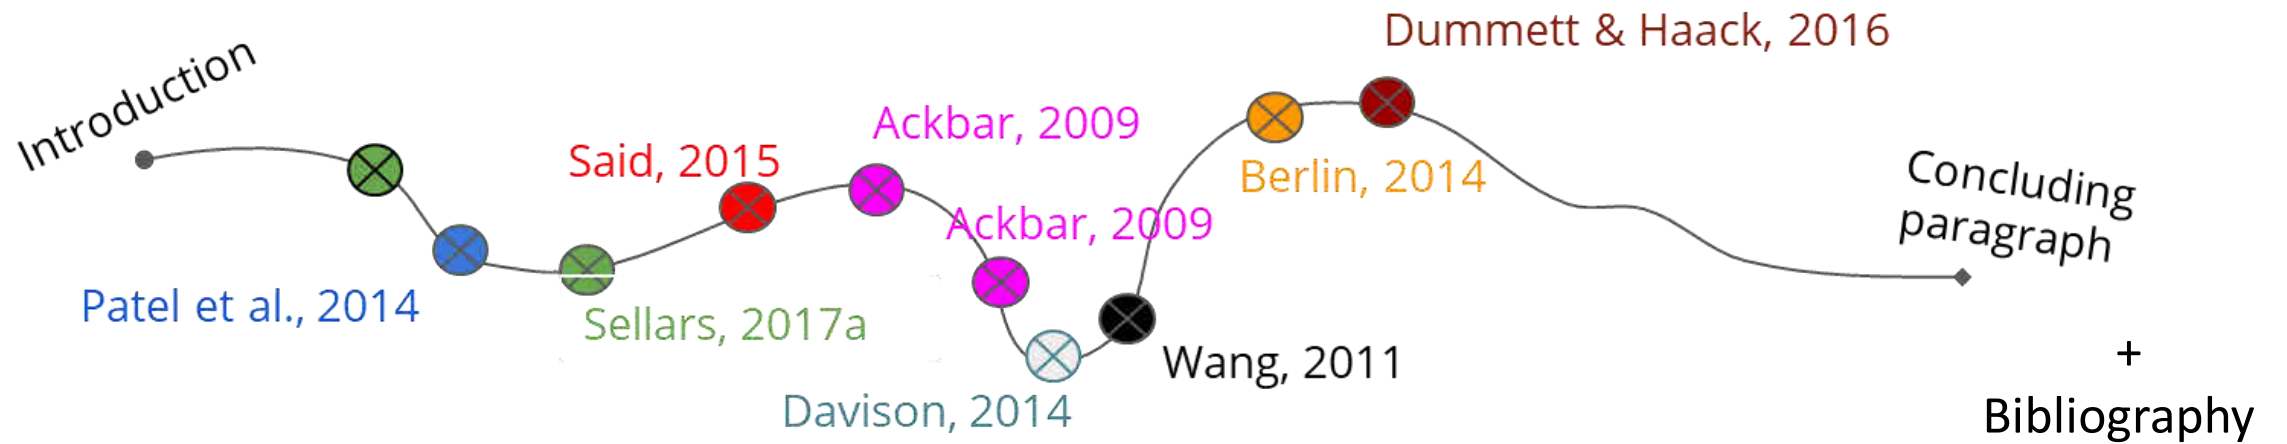 Introduction
Patel et al., 2014
Sellars, 2017a
Said, 2015
Ackbar, 2009
Ackbar, 2009
Davison, 2014
Wang, 2011
Berlin, 2014
Dummett & Haack, 2016
Concluding
paragraph
+
Bibliography